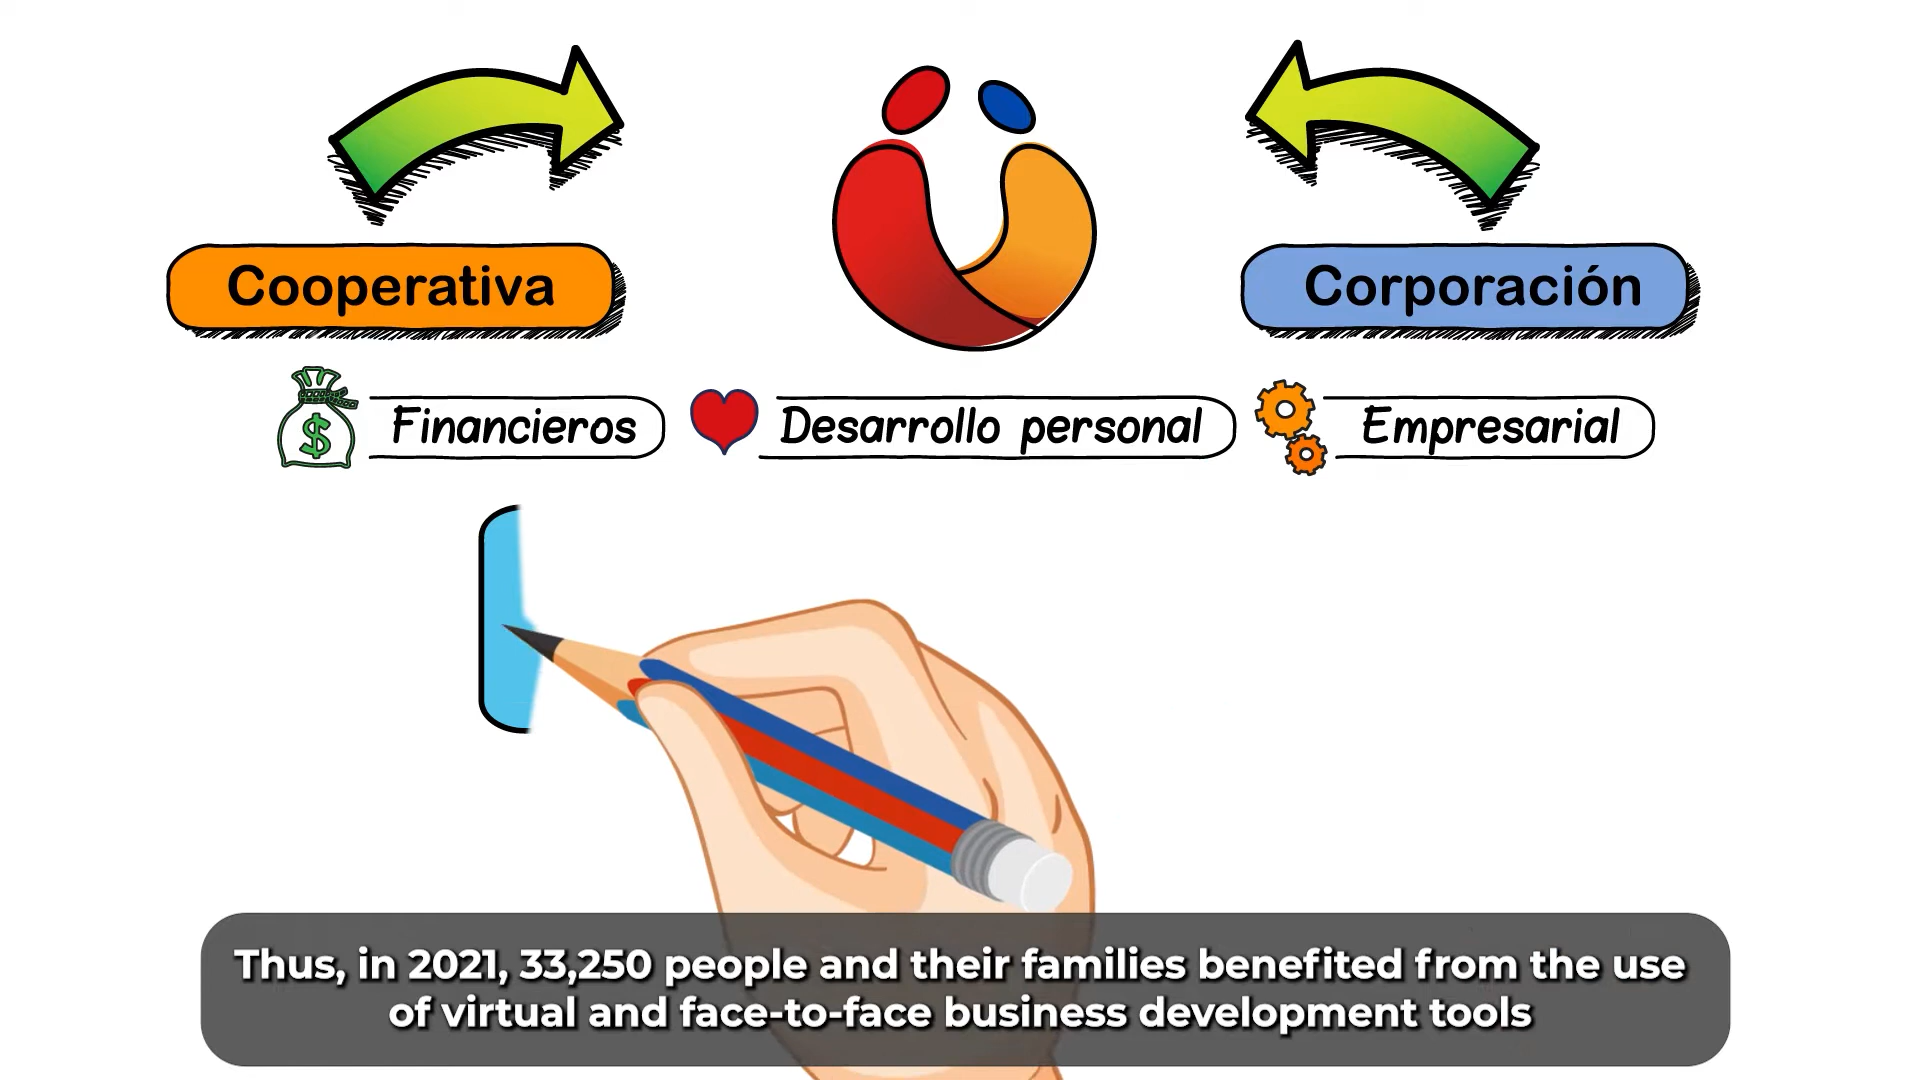 Cooperativa
Corporación
$
Financieros
Desarrollo personal
Empresarial
Thus, in 2021, 33,250 people and their families benefited from the use
of virtual and face-to-face business development tools